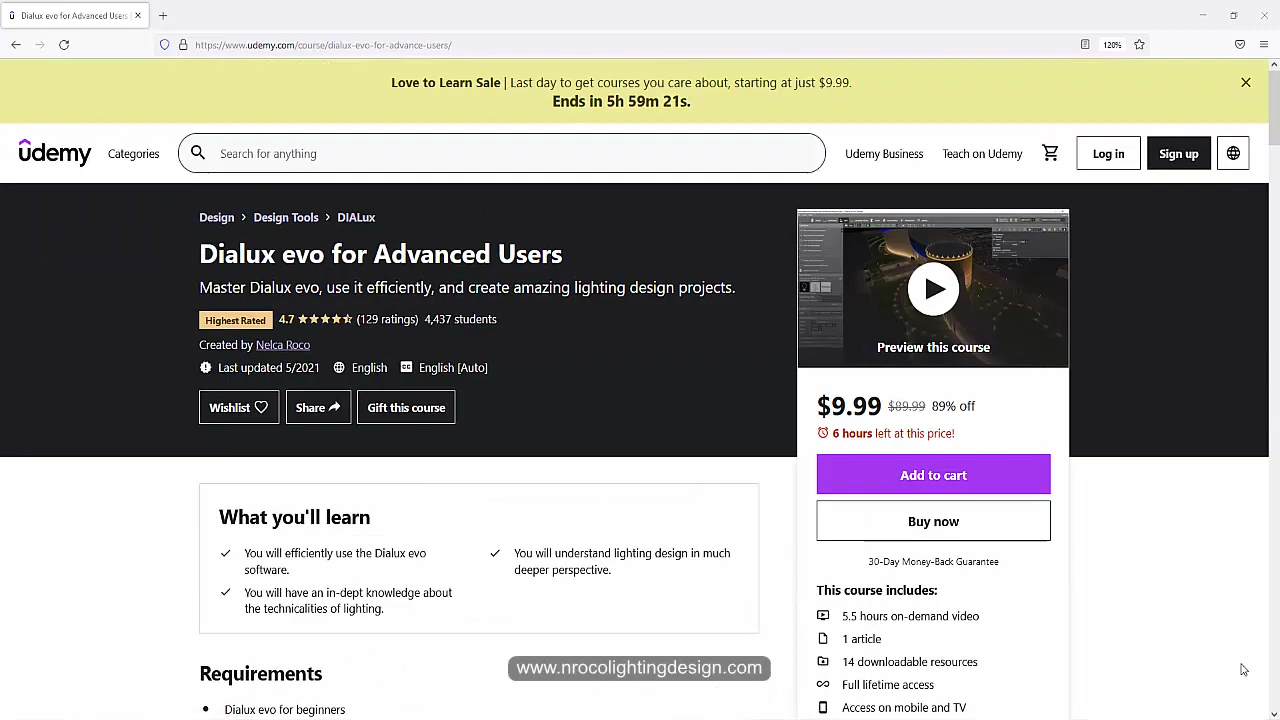 Dialux evo for Advanced Users |
https://www.udemy.com/course/dialux-evo-for-advance-users/
120%
Love to Learn Sale | Last day to get courses you care about, starting at just $9.99.
Ends in 5h 59m 21s.
udemy
Categories
Search for anything
Udemy Business
Teach on Udemy
Log in
Sign up
Design > Design Tools > DIALux
Dialux evo for Advanced Users
Master Dialux evo, use it efficiently, and create amazing lighting design projects.
Highest Rated 4.7 (129 ratings) 4,437 students
Created by Nelca Roco
Last updated 5/2021 English English [Auto]
Wishlist
Share
Gift this course
Preview this course
$9.99 $89.99 89% off
6 hours left at this price!
Add to cart
Buy now
30-Day Money-Back Guarantee
This course includes:
5.5 hours on-demand video
1 article
14 downloadable resources
Full lifetime access
Access on mobile and TV
What you'll learn
You will efficiently use the Dialux evo
software.
You will have an in-dept knowledge about
the technicalities of lighting.
You will understand lighting design in much
deeper perspective.
Requirements
Dialux evo for beginners
www.nrocolightingdesign.com